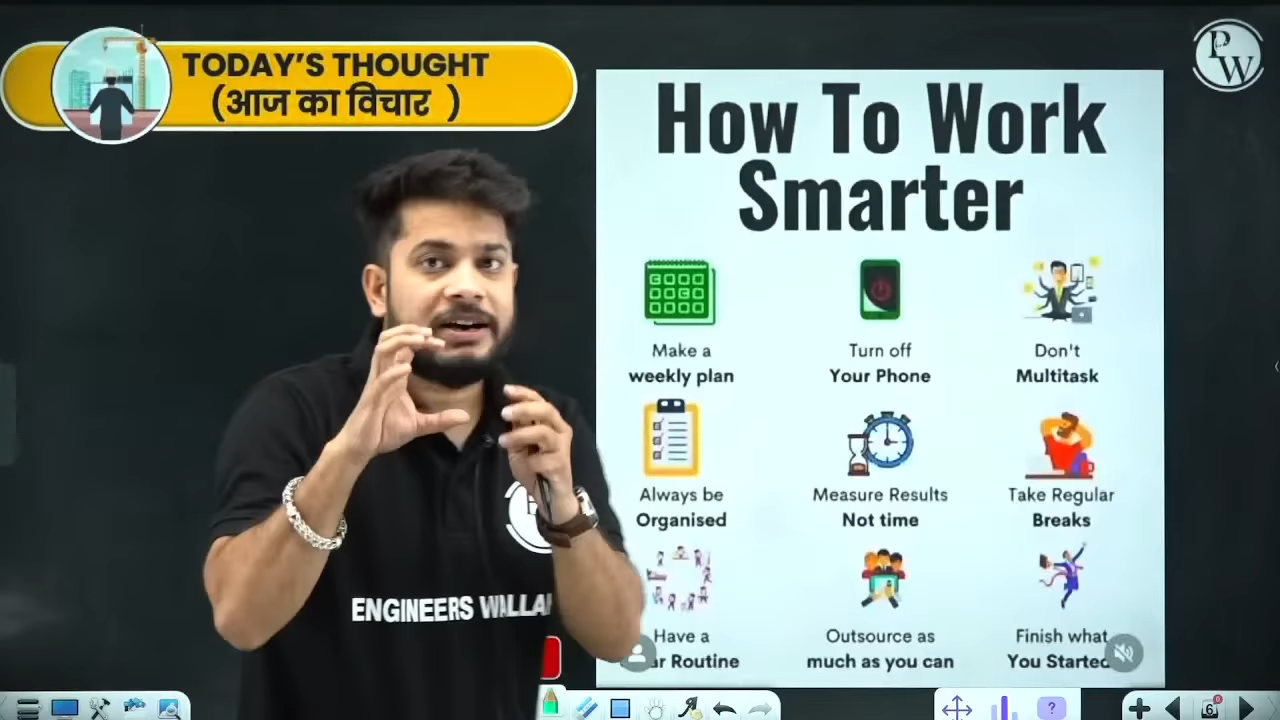 TODAY'S THOUGHT
(आज का विचार )
PW
How To Work
Smarter
Make a
weekly plan
Turn off
Your Phone
Don't
Multitask
Always be
Organised
Measure Results
Not time
Take Regular
Breaks
Have a
Routine
Outsource as
much as you can
Finish what
You Started
ENGINEERS WALLAH
?
6